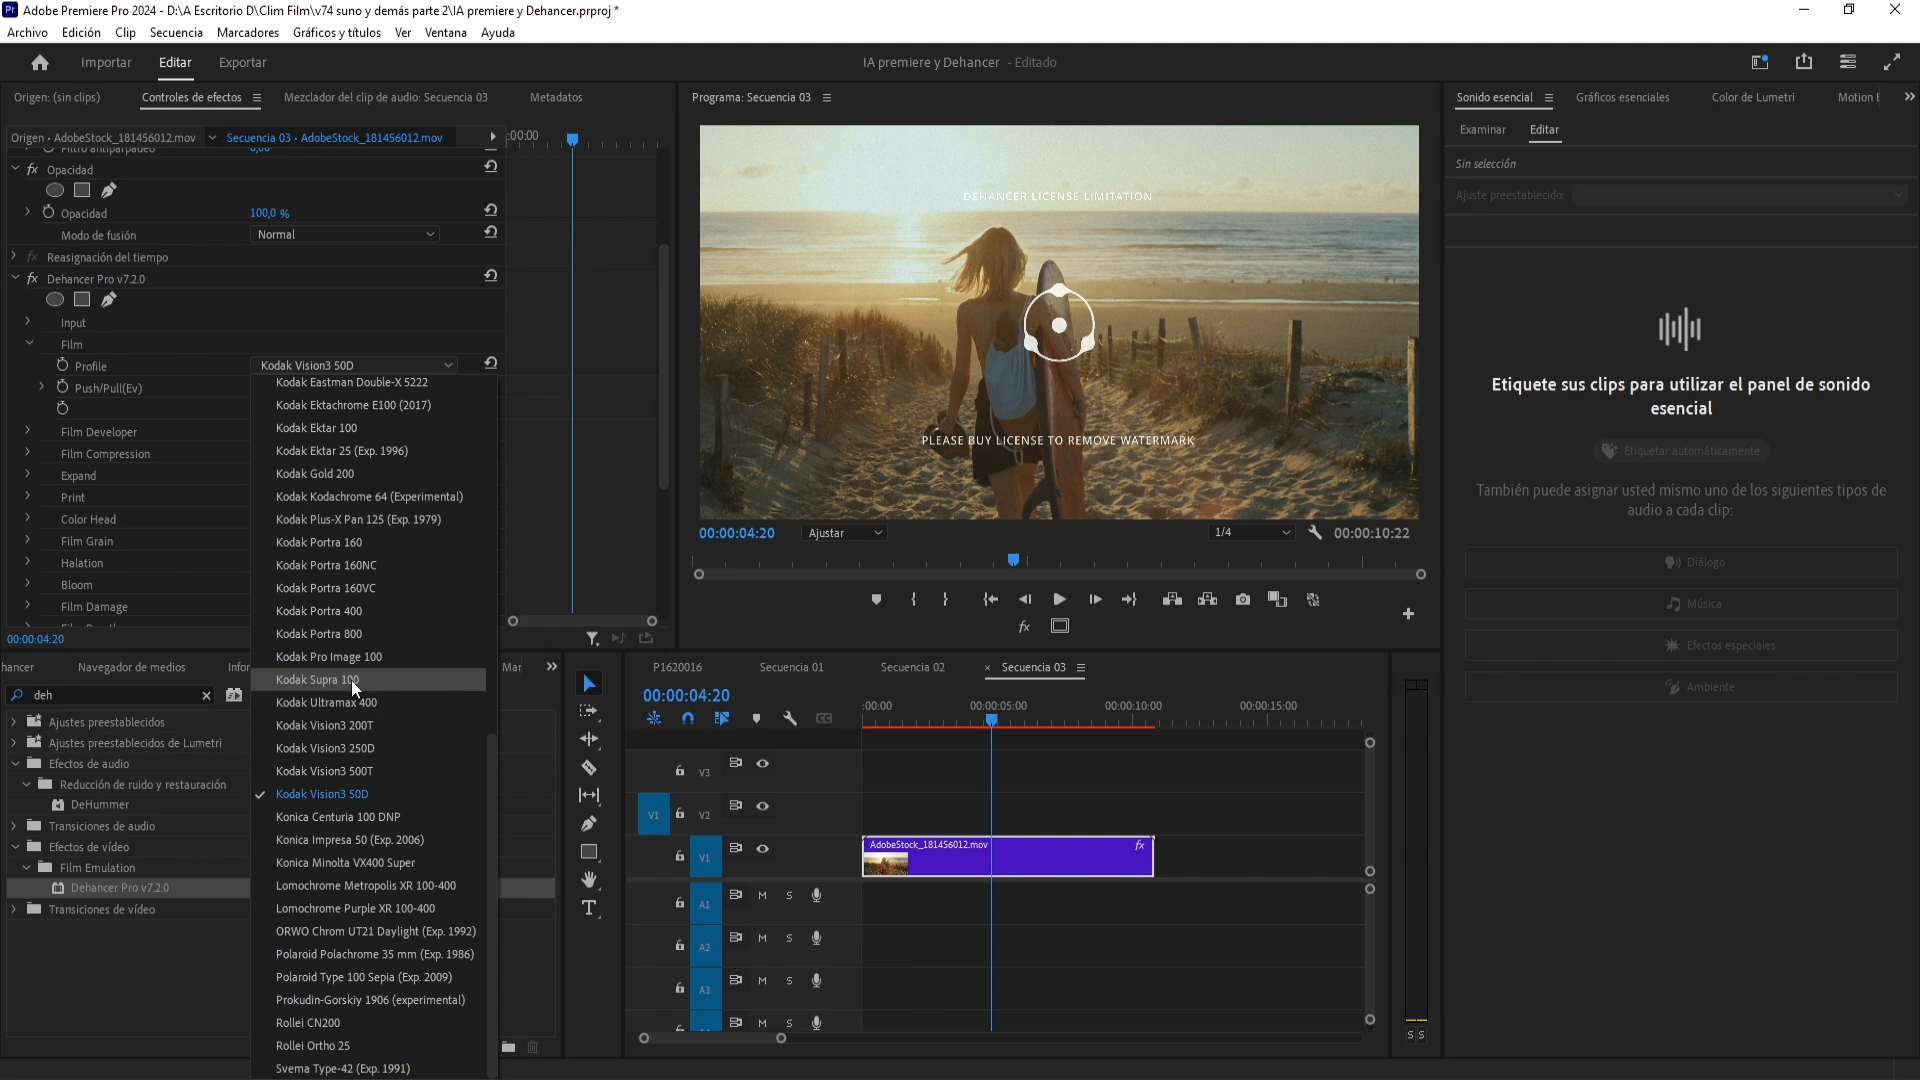 Adobe Premiere Pro 2024 - D:\A Escritorio D\Clim Film\v74 suno y demás parte 2\IA premiere y Dehancer.prproj *
Archivo Edición Clip Secuencia Marcadores Gráficos y títulos Ver Ventana Ayuda
Importar Editar Exportar
IA premiere y Dehancer - Editado
Origen: (sin clips) Controles de efectos Mezclador del clip de audio: Secuencia 03 Metadatos
Origen • AdobeStock_181456012.mov Secuencia 03 • AdobeStock_181456012.mov :00:00
Filtro antiparpadeo 0,00
fx Opacidad
Opacidad 100,0 %
Modo de fusión Normal
fx Reasignación del tiempo
fx Dehancer Pro v7.2.0
Input
Film
Profile Kodak Vision3 50D
Push/Pull(Ev)
Film Developer
Film Compression
Expand
Print
Color Head
Film Grain
Halation
Bloom
Film Damage
00:00:04:20
Kodak Eastman Double-X 5222
Kodak Ektachrome E100 (2017)
Kodak Ektar 100
Kodak Ektar 25 (Exp. 1996)
Kodak Gold 200
Kodak Kodachrome 64 (Experimental)
Kodak Plus-X Pan 125 (Exp. 1979)
Kodak Portra 160
Kodak Portra 160NC
Kodak Portra 160VC
Kodak Portra 400
Kodak Portra 800
Kodak Pro Image 100
Kodak Supra 100
Kodak Ultramax 400
Kodak Vision3 200T
Kodak Vision3 250D
Kodak Vision3 500T
Kodak Vision3 50D
Konica Centuria 100 DNP
Konica Impresa 50 (Exp. 2006)
Konica Minolta VX400 Super
Lomochrome Metropolis XR 100-400
Lomochrome Purple XR 100-400
ORWO Chrom UT21 Daylight (Exp. 1992)
Polaroid Polachrome 35 mm (Exp. 1986)
Polaroid Type 100 Sepia (Exp. 2009)
Prokudin-Gorskiy 1906 (experimental)
Rollei CN200
Rollei Ortho 25
Svema Type-42 (Exp. 1991)
hancer Navegador de medios Infor Mar
deh
Ajustes preestablecidos
Ajustes preestablecidos de Lumetri
Efectos de audio
Reducción de ruido y restauración
DeHummer
Transiciones de audio
Efectos de vídeo
Film Emulation
Dehancer Pro v7.2.0
Transiciones de vídeo
Programa: Secuencia 03
DEHANCER LICENSE LIMITATION
PLEASE BUY LICENSE TO REMOVE WATERMARK
00:00:04:20 Ajustar 1/4 00:00:10:22
fx
P1620016 Secuencia 01 Secuencia 02 × Secuencia 03
00:00:04:20
:00:00 00:00:05:00 00:00:10:00 00:00:15:00
V3
V1 V2
V1
AdobeStock_181456012.mov fx
A1 M S
A2 M S
A3 M S
M S
S S
Sonido esencial Gráficos esenciales Color de Lumetri Motion
Examinar Editar
Sin selección
Ajuste preestablecido:
Etiquete sus clips para utilizar el panel de sonido
esencial
Etiquetar automáticamente
También puede asignar usted mismo uno de los siguientes tipos de
audio a cada clip:
Diálogo
Música
Efectos especiales
Ambiente